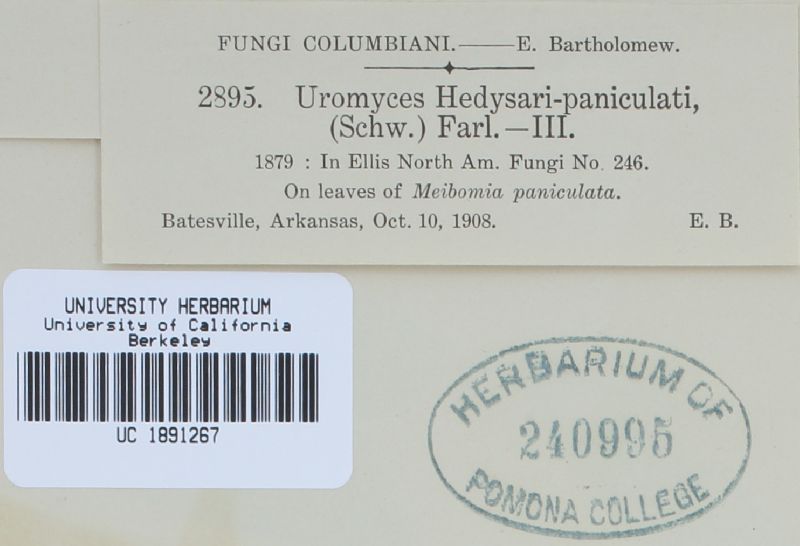 FUNGI COLUMBIANI.——E. Bartholomew.
2895. Uromyces Hedysari-paniculati,
(Schw.) Farl.—III.
1879 : In Ellis North Am. Fungi No. 246.
On leaves of Meibomia paniculata.
Batesville, Arkansas, Oct. 10, 1908. E. B.
UNIVERSITY HERBARIUM
University of California
Berkeley
UC 1891267
HERBARIUM OF
240995
POMONA COLLEGE